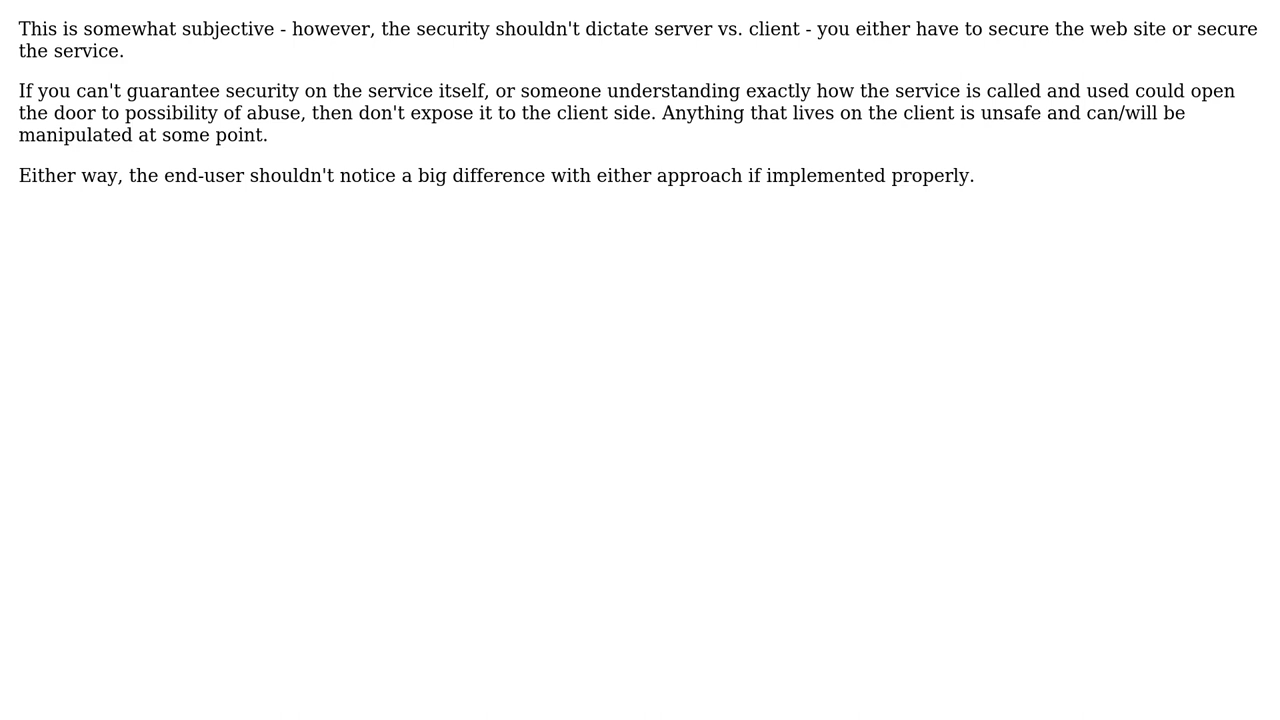 This is somewhat subjective - however, the security shouldn't dictate server vs. client - you either have to secure the web site or secure
the service.
If you can't guarantee security on the service itself, or someone understanding exactly how the service is called and used could open
the door to possibility of abuse, then don't expose it to the client side. Anything that lives on the client is unsafe and can/will be
manipulated at some point.
Either way, the end-user shouldn't notice a big difference with either approach if implemented properly.